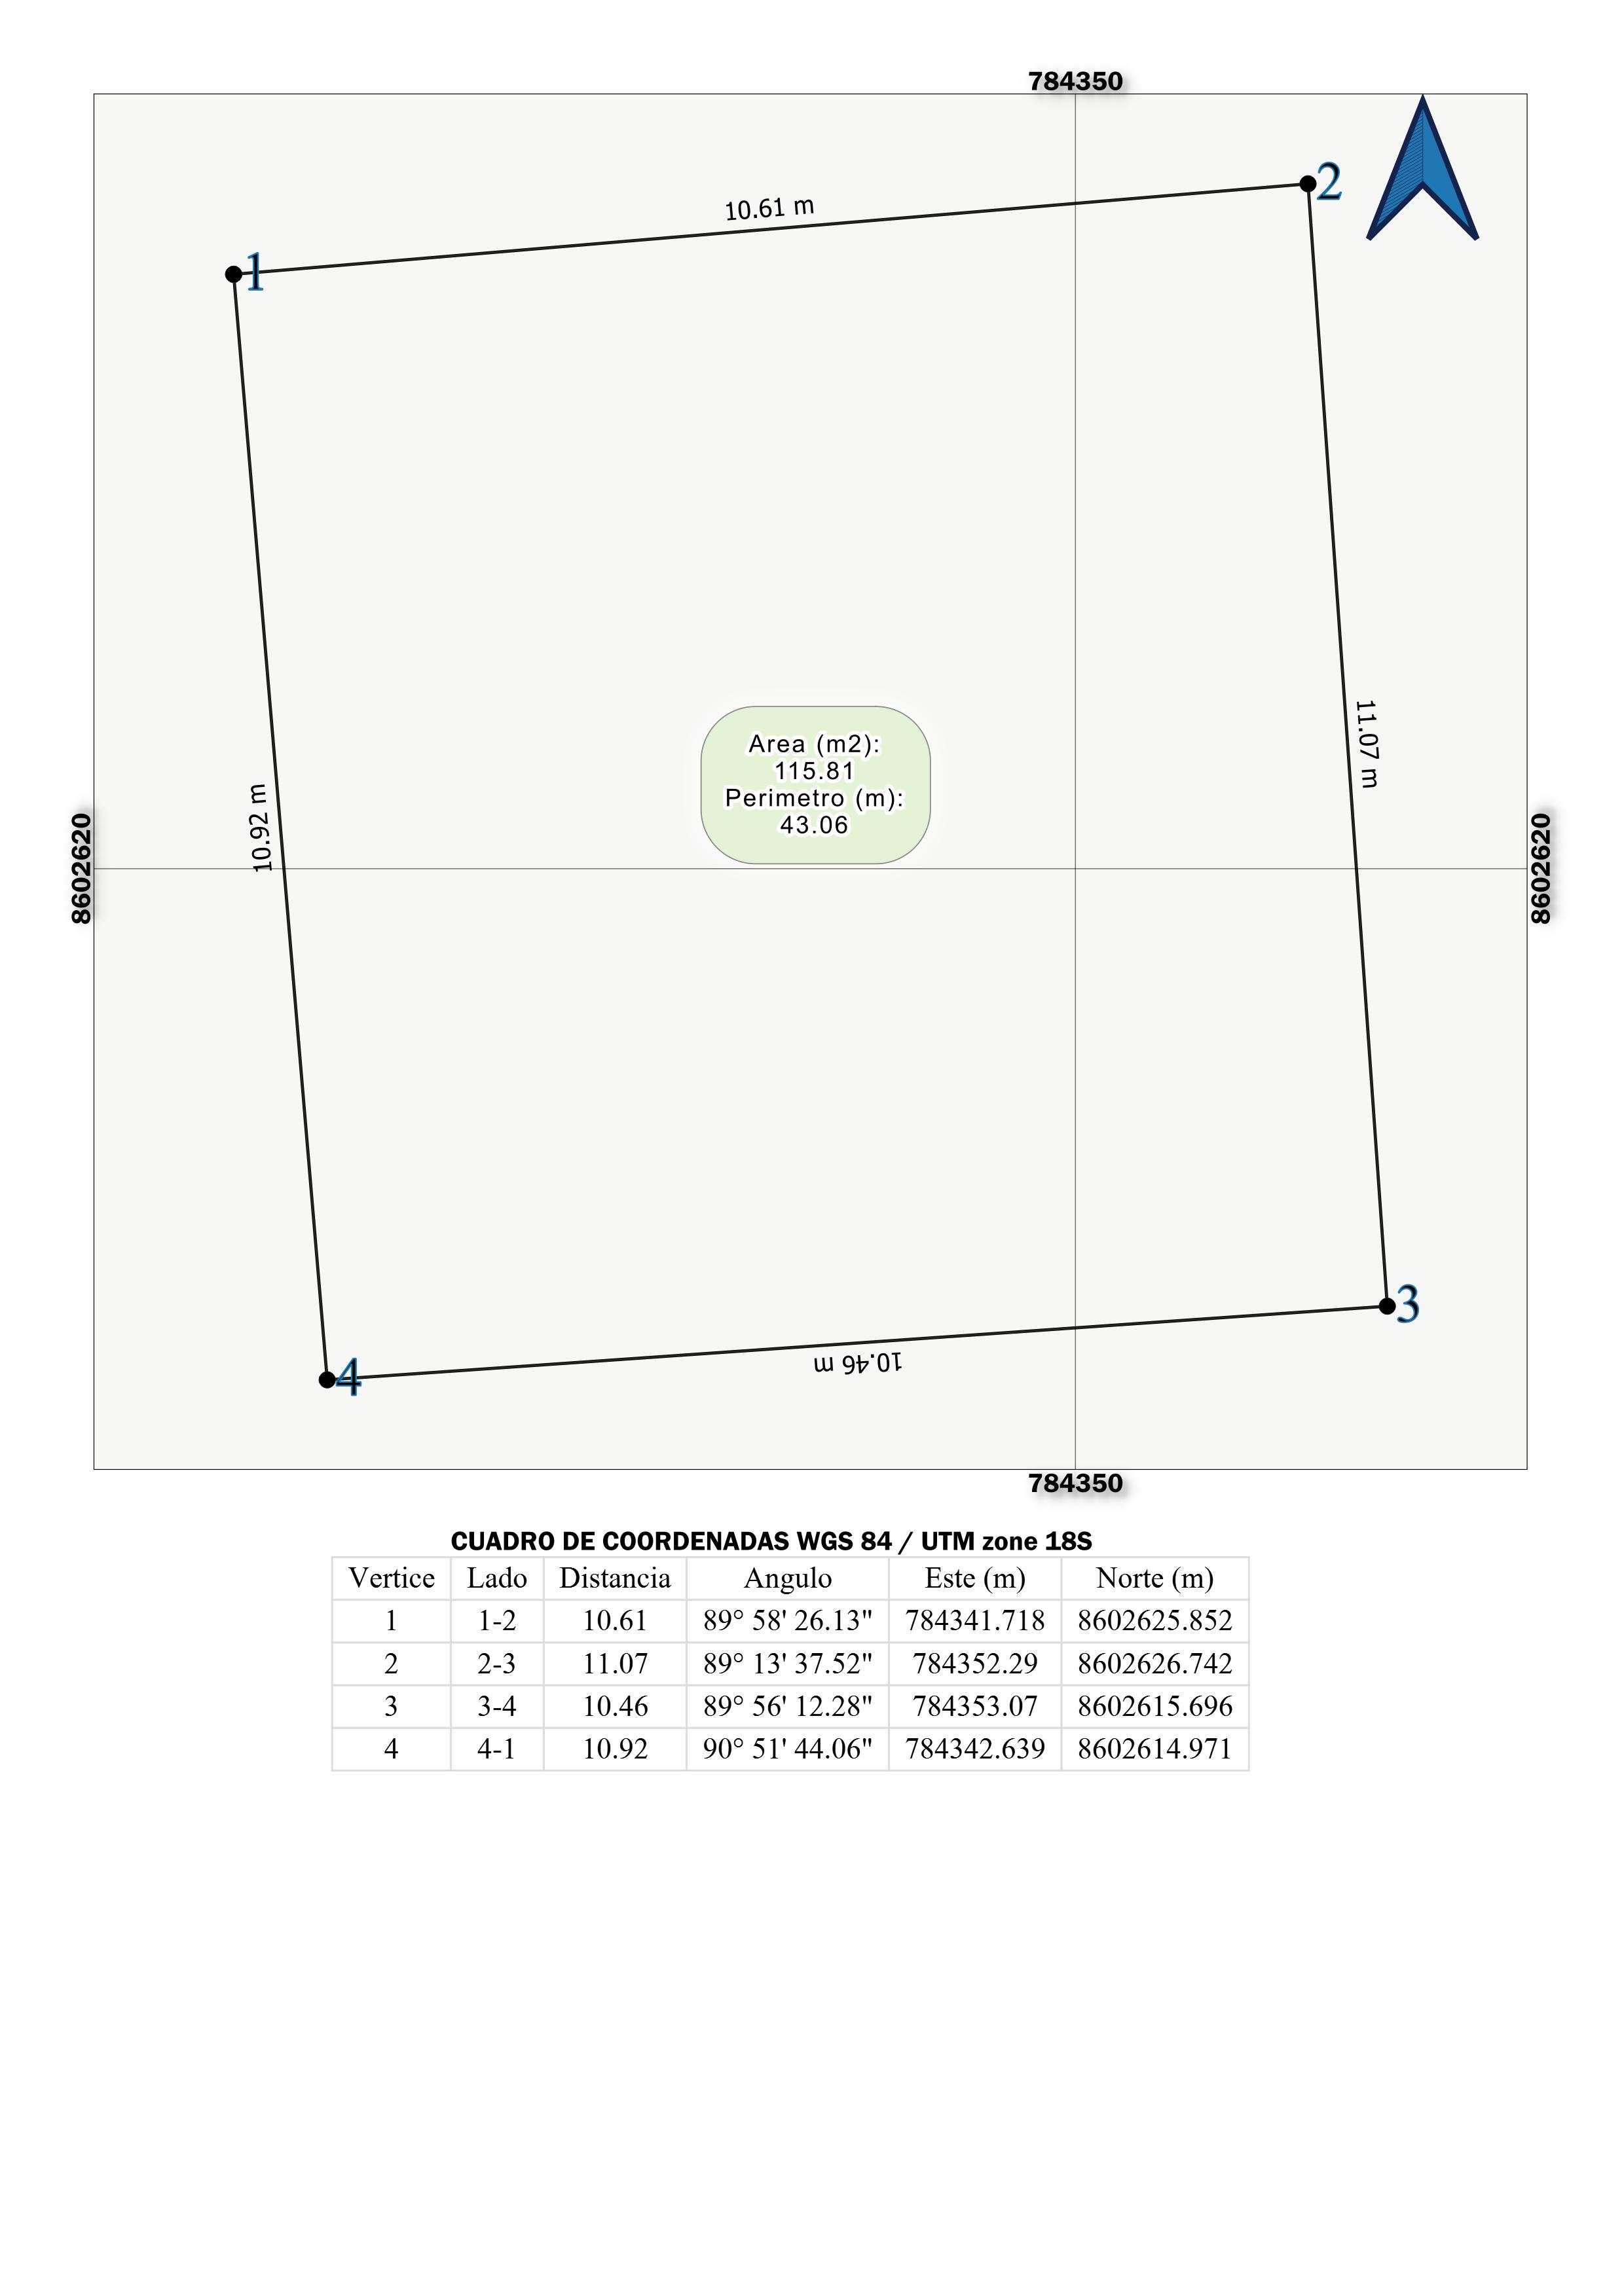 784350
2
10.61 m
1
11.07 m
Area (m2):
115.81
Perimetro (m):
43.06
10.92 m
8602620
8602620
3
10.46 m
4
784350
CUADRO DE COORDENADAS WGS 84 / UTM zone 18S
Vertice Lado Distancia Angulo Este (m) Norte (m)
1 1-2 10.61 89° 58' 26.13" 784341.718 8602625.852
2 2-3 11.07 89° 13' 37.52" 784352.29 8602626.742
3 3-4 10.46 89° 56' 12.28" 784353.07 8602615.696
4 4-1 10.92 90° 51' 44.06" 784342.639 8602614.971